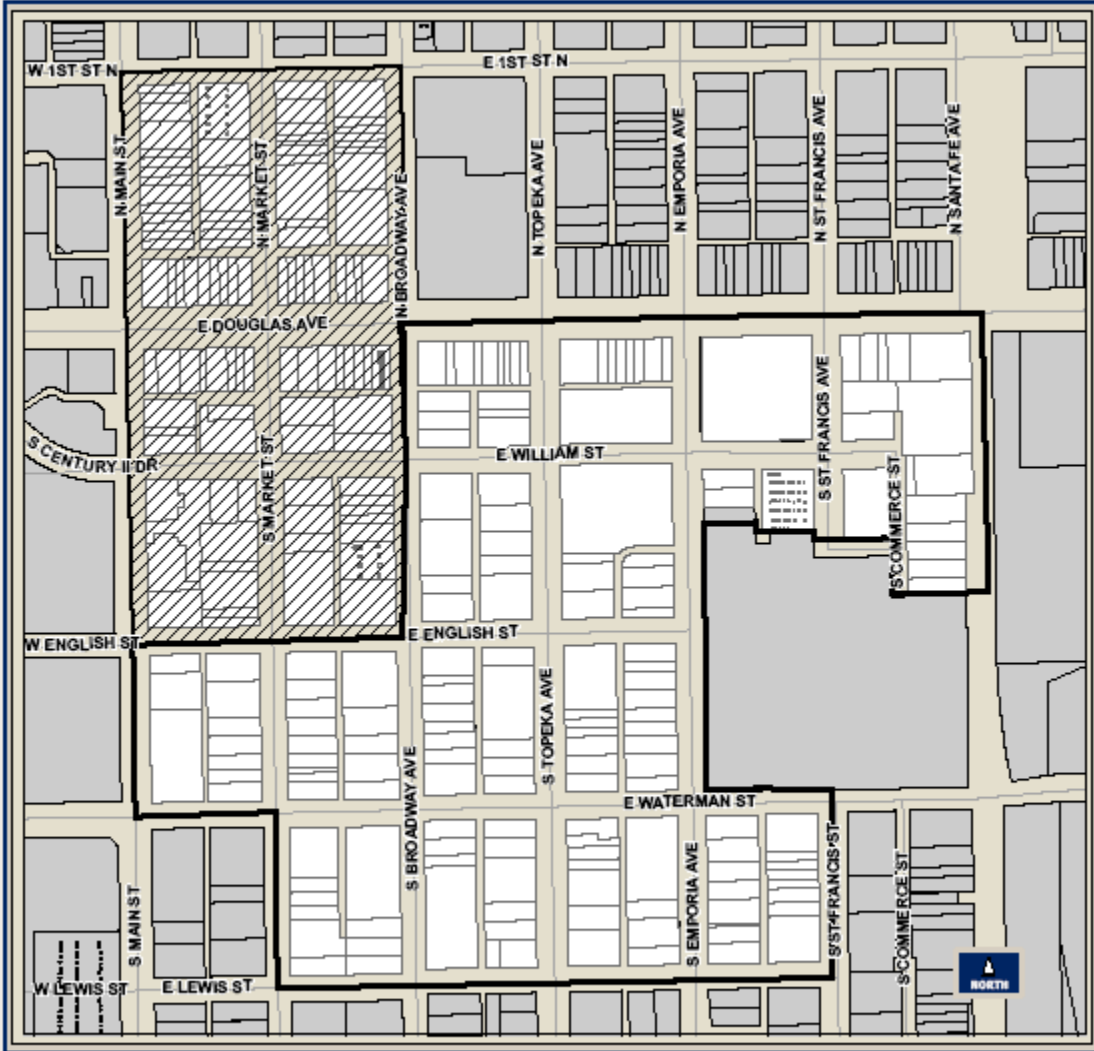 W 1ST ST N
E 1ST ST N
N MAIN ST
N MARKET ST
N BROADWAY AVE
N TOPEKA AVE
N EMPORIA AVE
N ST FRANCIS AVE
N SANTA FE AVE
E DOUGLAS AVE
S CENTURY II DR
S MARKET ST
E WILLIAM ST
S ST FRANCIS AVE
S COMMERCE ST
W ENGLISH ST
E ENGLISH ST
S TOPEKA AVE
S BROADWAY AVE
E WATERMAN ST
S MAIN ST
S EMPORIA AVE
S ST FRANCIS ST
S COMMERCE ST
W LEWIS ST
E LEWIS ST
NORTH